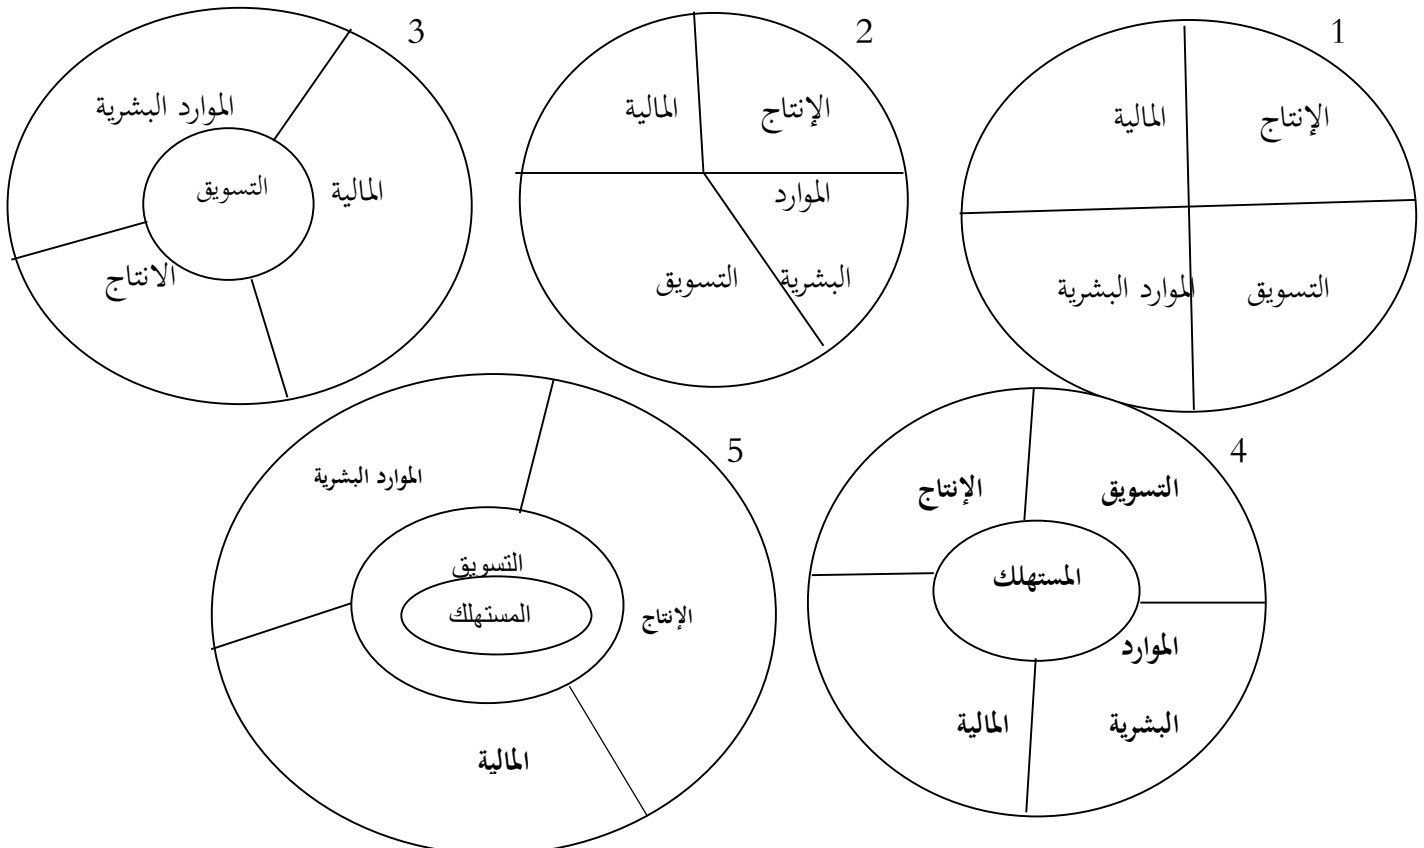 1
الإنتاج
المالية
التسويق
الموارد البشرية
2
الإنتاج
المالية
الموارد
البشرية
التسويق
3
الموارد البشرية
المالية
التسويق
الانتاج
4
التسويق
الإنتاج
المستهلك
الموارد
البشرية
المالية
5
الموارد البشرية
التسويق
المستهلك
الإنتاج
المالية